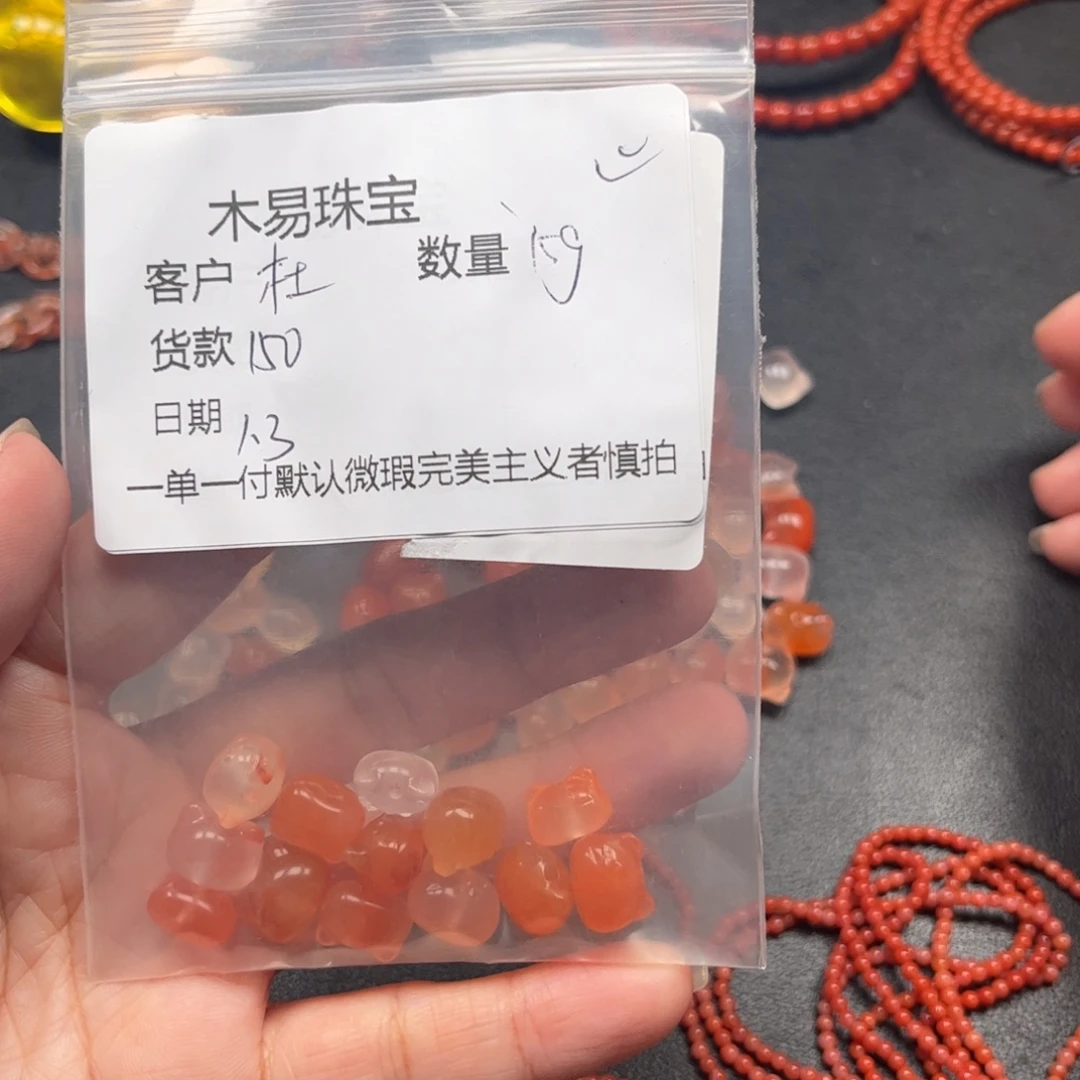 木易珠宝
客户 杜 数量
货款 150
日期 1.3
一单一付默认微瑕完美主义者慎拍